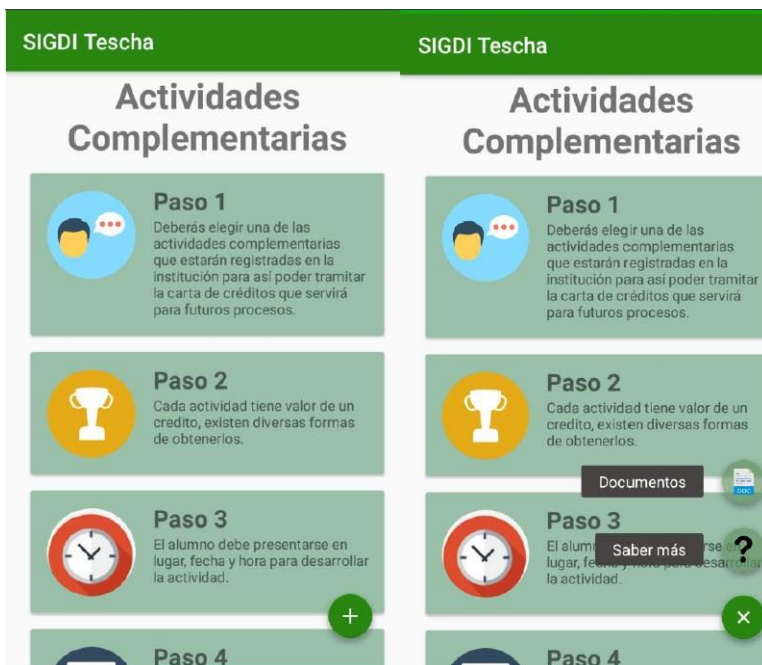 SIGDI Tescha
Actividades
Complementarias
Paso 1
Deberás elegir una de las
actividades complementarias
que estarán registradas en la
institución para así poder tramitar
la carta de créditos que servirá
para futuros procesos.
Paso 2
Cada actividad tiene valor de un
credito, existen diversas formas
de obtenerlos.
Paso 3
El alumno debe presentarse en
lugar, fecha y hora para desarrollar
la actividad.
+
Paso 4
SIGDI Tescha
Actividades
Complementarias
Paso 1
Deberás elegir una de las
actividades complementarias
que estarán registradas en la
institución para así poder tramitar
la carta de créditos que servirá
para futuros procesos.
Paso 2
Cada actividad tiene valor de un
credito, existen diversas formas
de obtenerlos.
Documentos
DOC
Paso 3
Saber más
?
lugar,
la actividad.
Paso 4